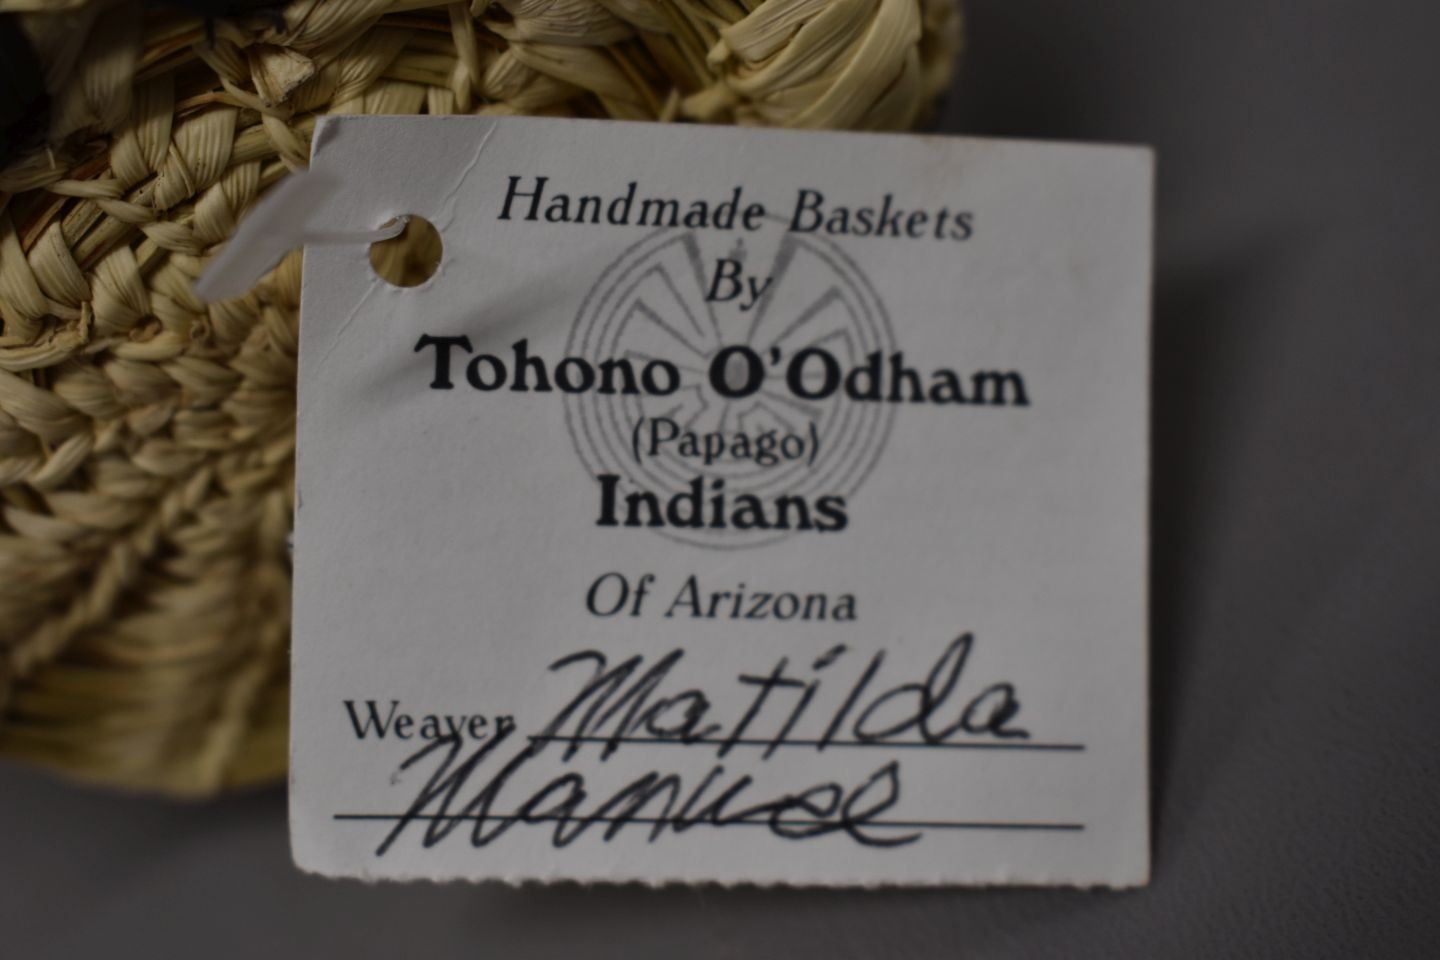 Handmade Baskets
By
Tohono O'Odham
(Papago)
Indians
Of Arizona
Weaver Matilda
Manuel